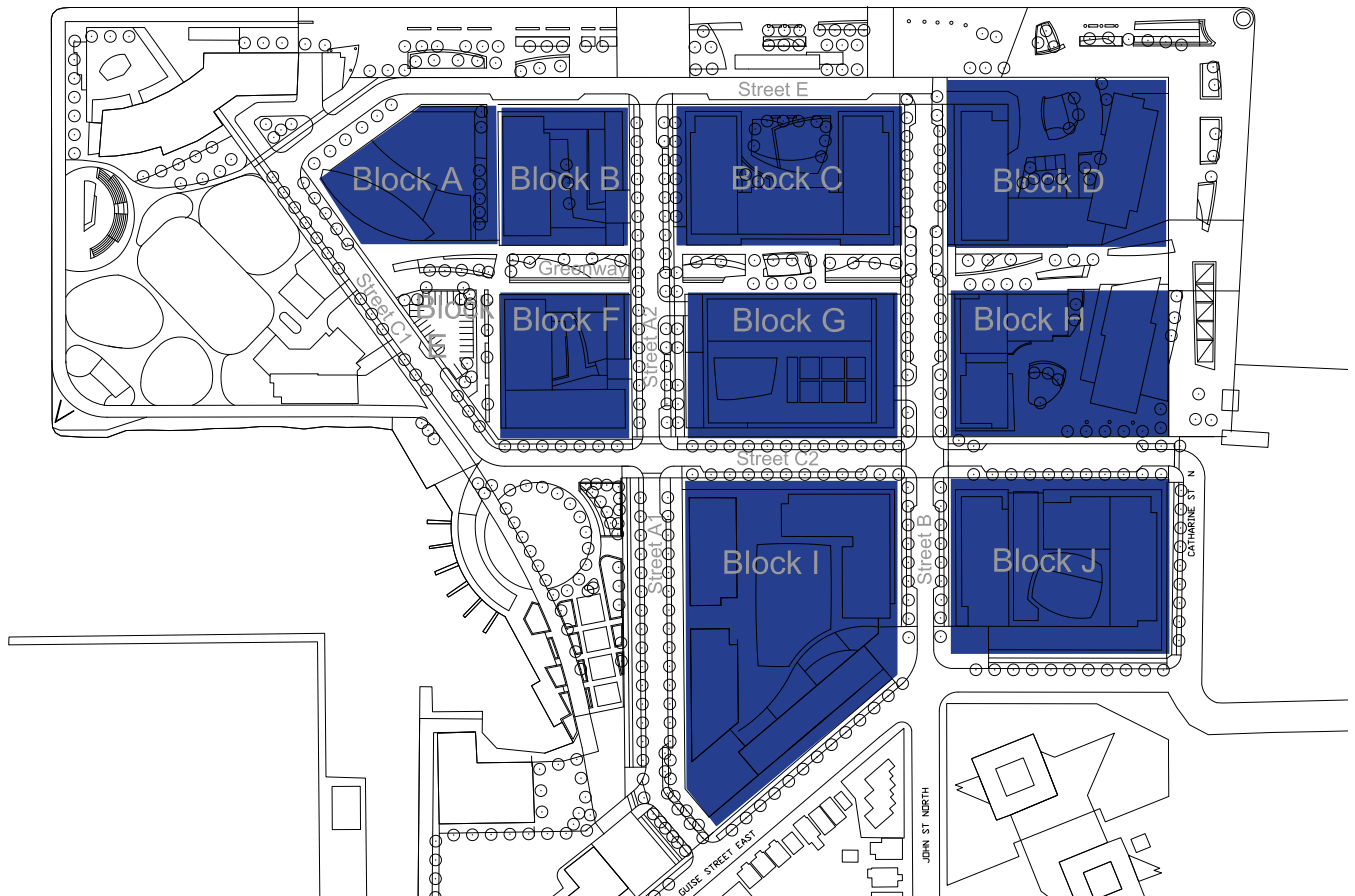 Street E
Block A
Block B
Block C
Block D
Greenway
Street C1
Block
E
Block F
Street A2
Block G
Block H
Street C2
Street A1
Block I
Street B
Block J
CATHARINE ST N
GUISE STREET EAST
JOHN ST NORTH